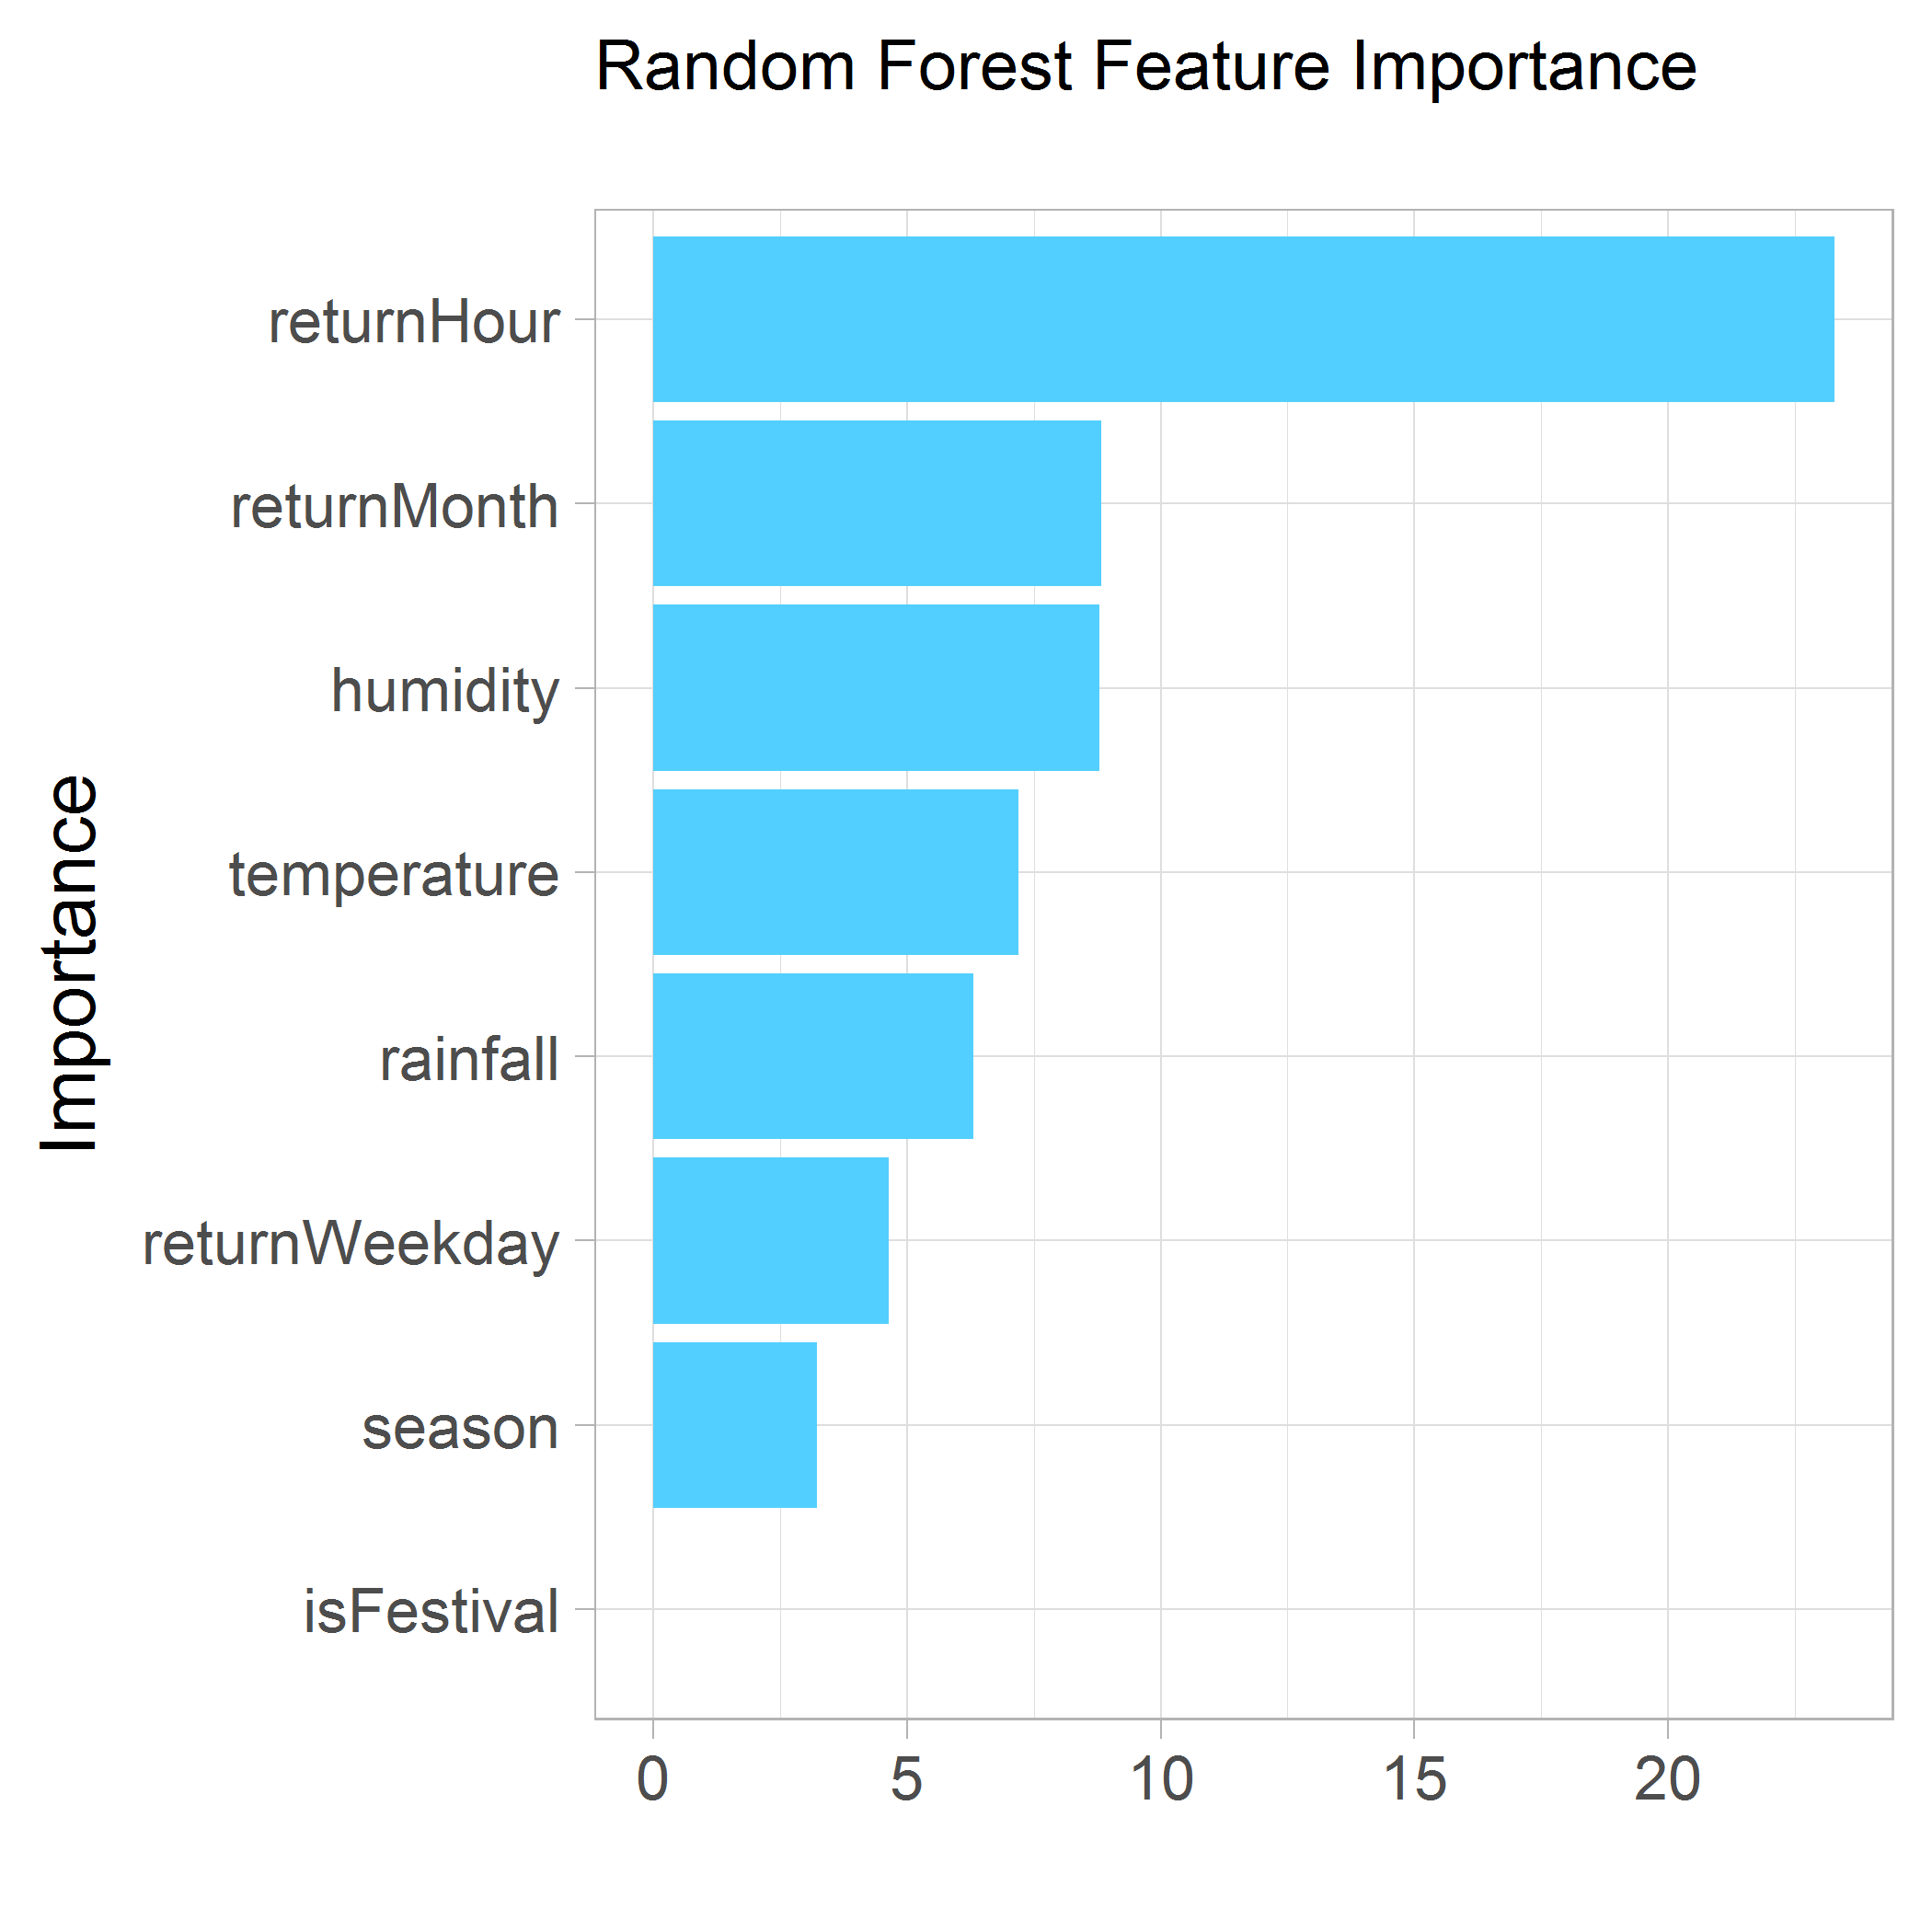 Random Forest Feature Importance
Importance
returnHour
returnMonth
humidity
temperature
rainfall
returnWeekday
season
isFestival
0 5 10 15 20